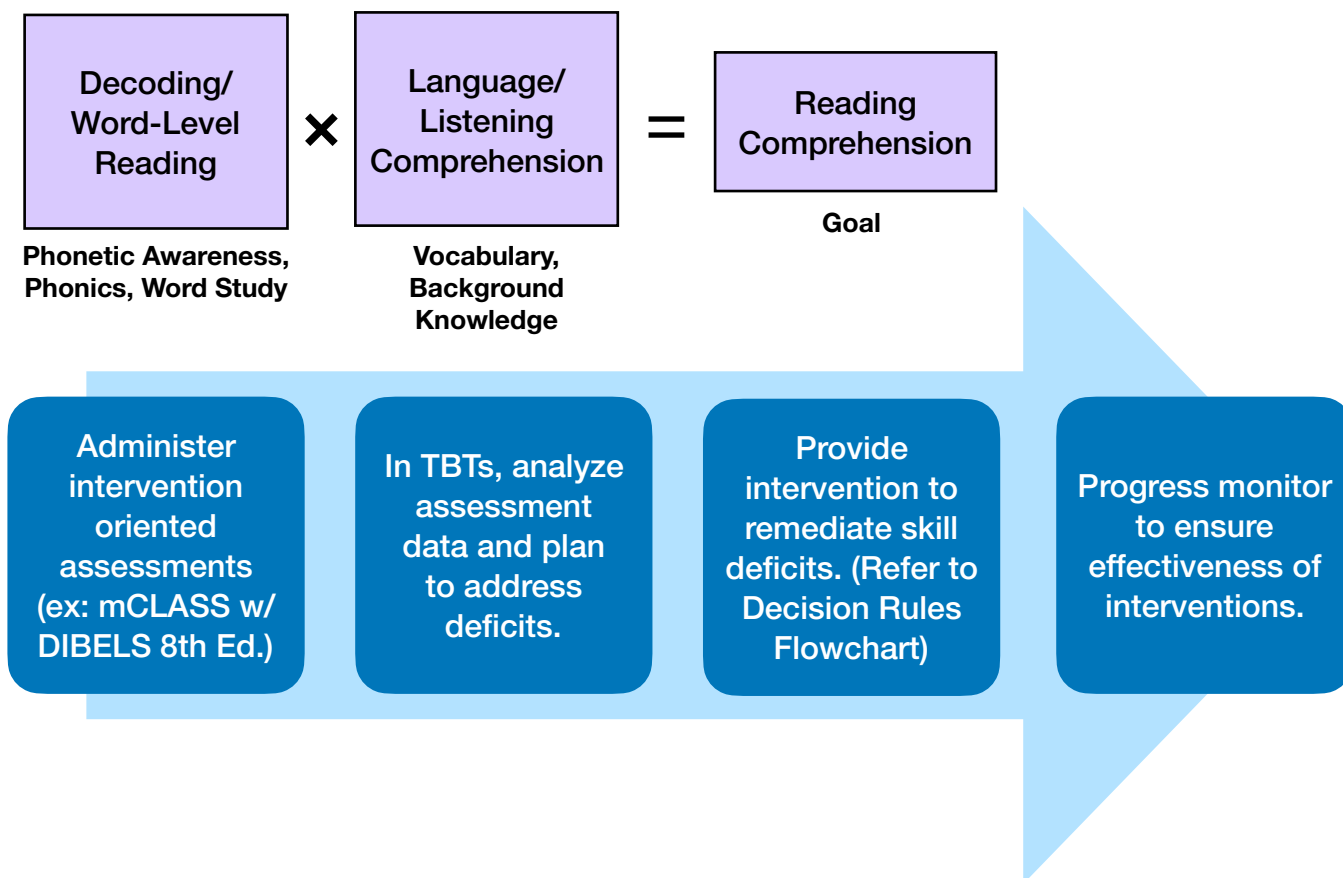 Decoding/
Word-Level
Reading
×
Language/
Listening
Comprehension
=
Reading
Comprehension
Phonetic Awareness,
Phonics, Word Study
Vocabulary,
Background
Knowledge
Goal
Administer
intervention
oriented
assessments
(ex: mCLASS w/
DIBELS 8th Ed.)
In TBTs, analyze
assessment
data and plan
to address
deficits.
Provide
intervention to
remediate skill
deficits. (Refer to
Decision Rules
Flowchart)
Progress monitor
to ensure
effectiveness of
interventions.